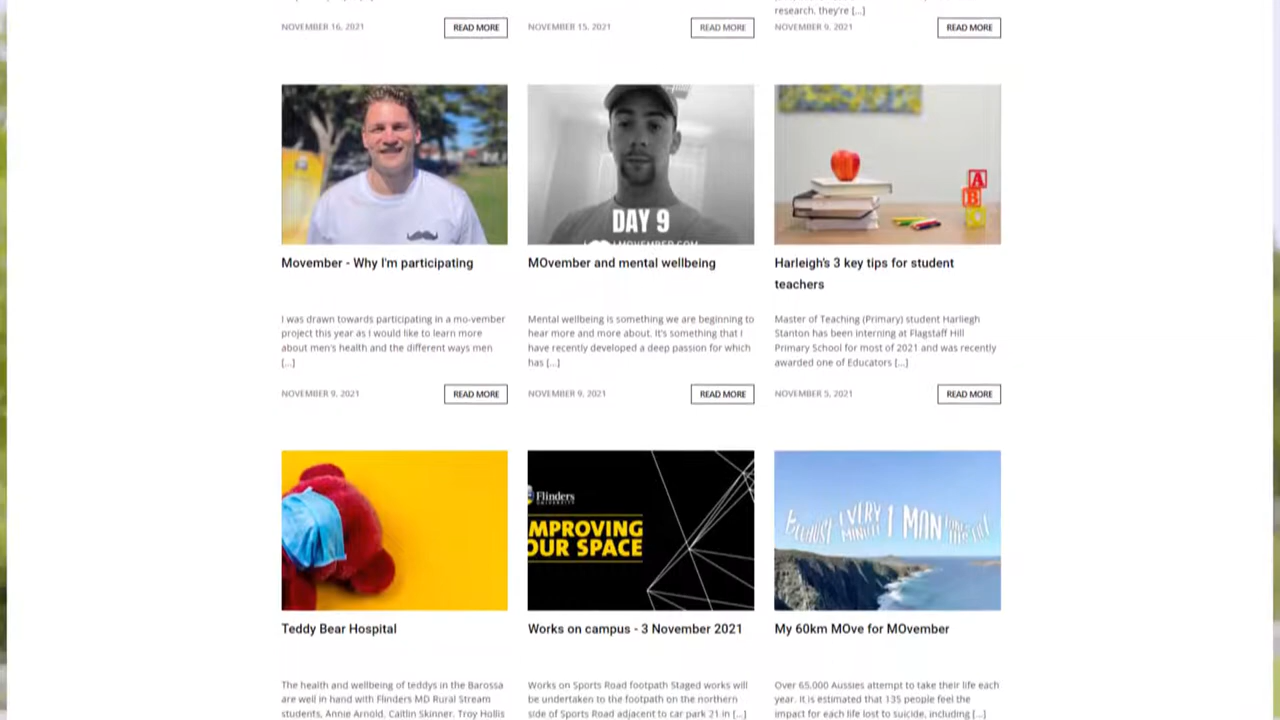 research, they're [...]
NOVEMBER 16, 2021
READ MORE
NOVEMBER 15, 2021
READ MORE
NOVEMBER 9, 2021
READ MORE
DAY 9
MOVEMBER.COM
Movember - Why I'm participating
MOvember and mental wellbeing
Harleigh's 3 key tips for student
teachers
I was drawn towards participating in a mo-vember
project this year as I would like to learn more
about men's health and the different ways men
[...]
Mental wellbeing is something we are beginning to
hear more and more about. It's something that I
have recently developed a deep passion for which
has [...]
Master of Teaching (Primary) student Harliegh
Stanton has been interning at Flagstaff Hill
Primary School for most of 2021 and was recently
awarded one of Educators [...]
NOVEMBER 9, 2021
READ MORE
NOVEMBER 9, 2021
READ MORE
NOVEMBER 5, 2021
READ MORE
A
B
C
Flinders
UNIVERSITY
IMPROVING
OUR SPACE
EVERY
MINUTE
1 MAN
Teddy Bear Hospital
Works on campus - 3 November 2021
My 60km MOve for MOvember
The health and wellbeing of teddys in the Barossa
are well in hand with Flinders MD Rural Stream
students, Annie Arnold, Caitlin Skinner, Troy Hollis
Works on Sports Road footpath Staged works will
be undertaken to the footpath on the northern
side of Sports Road adjacent to car park 21 in [...]
Over 65,000 Aussies attempt to take their life each
year. It is estimated that 135 people feel the
impact for each life lost to suicide, including [...]